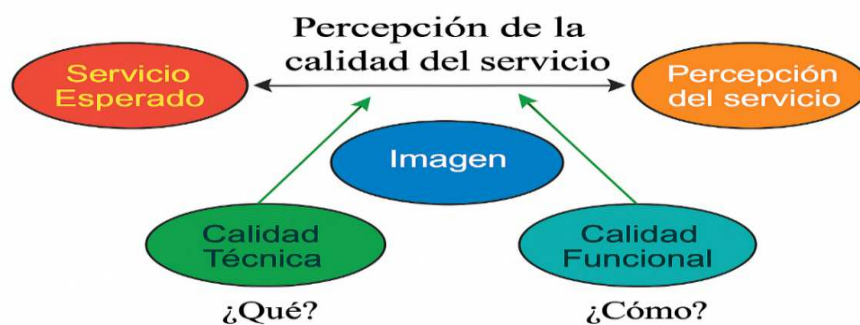 Percepción de la
calidad del servicio
Servicio
Esperado
Percepción
del servicio
Imagen
Calidad
Técnica
Calidad
Funcional
¿Qué?
¿Cómo?